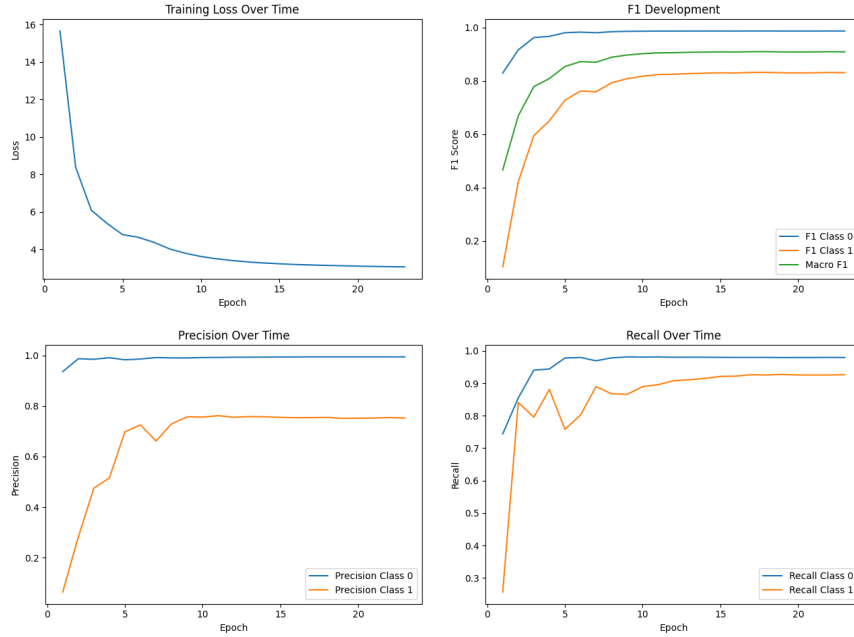 Training Loss Over Time
16
14
12
10
8
6
4
Loss
0
5
10
15
20
Epoch
F1 Development
1.0
0.8
0.6
0.4
0.2
F1 Score
F1 Class 0
F1 Class 1
Macro F1
0
5
10
15
20
Epoch
Precision Over Time
1.0
0.8
0.6
0.4
0.2
Precision
Precision Class 0
Precision Class 1
0
5
10
15
20
Epoch
Recall Over Time
1.0
0.9
0.8
0.7
0.6
0.5
0.4
0.3
Recall
Recall Class 0
Recall Class 1
0
5
10
15
20
Epoch